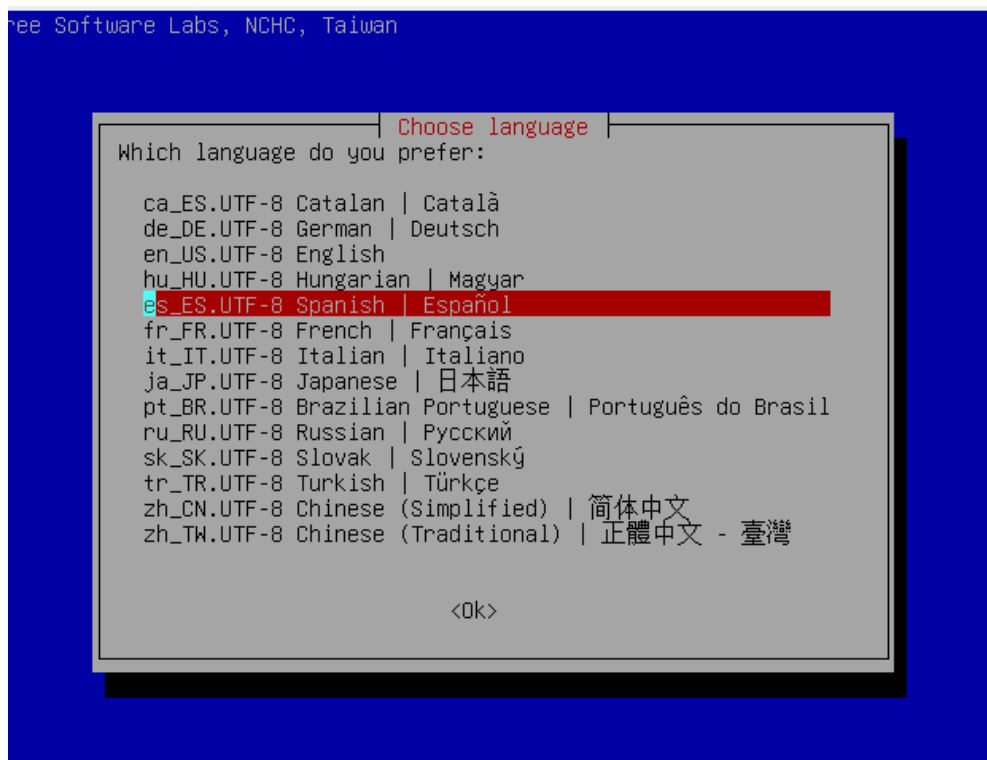 ree Software Labs, NCHC, Taiwan
Choose language
Which language do you prefer:
ca_ES.UTF-8 Catalan | Català
de_DE.UTF-8 German | Deutsch
en_US.UTF-8 English
hu_HU.UTF-8 Hungarian | Magyar
es_ES.UTF-8 Spanish | Español
fr_FR.UTF-8 French | Français
it_IT.UTF-8 Italian | Italiano
ja_JP.UTF-8 Japanese | 日本語
pt_BR.UTF-8 Brazilian Portuguese | Português do Brasil
ru_RU.UTF-8 Russian | Русский
sk_SK.UTF-8 Slovak | Slovenský
tr_TR.UTF-8 Turkish | Türkçe
zh_CN.UTF-8 Chinese (Simplified) | 简体中文
zh_TW.UTF-8 Chinese (Traditional) | 正體中文 - 臺灣
<Ok>